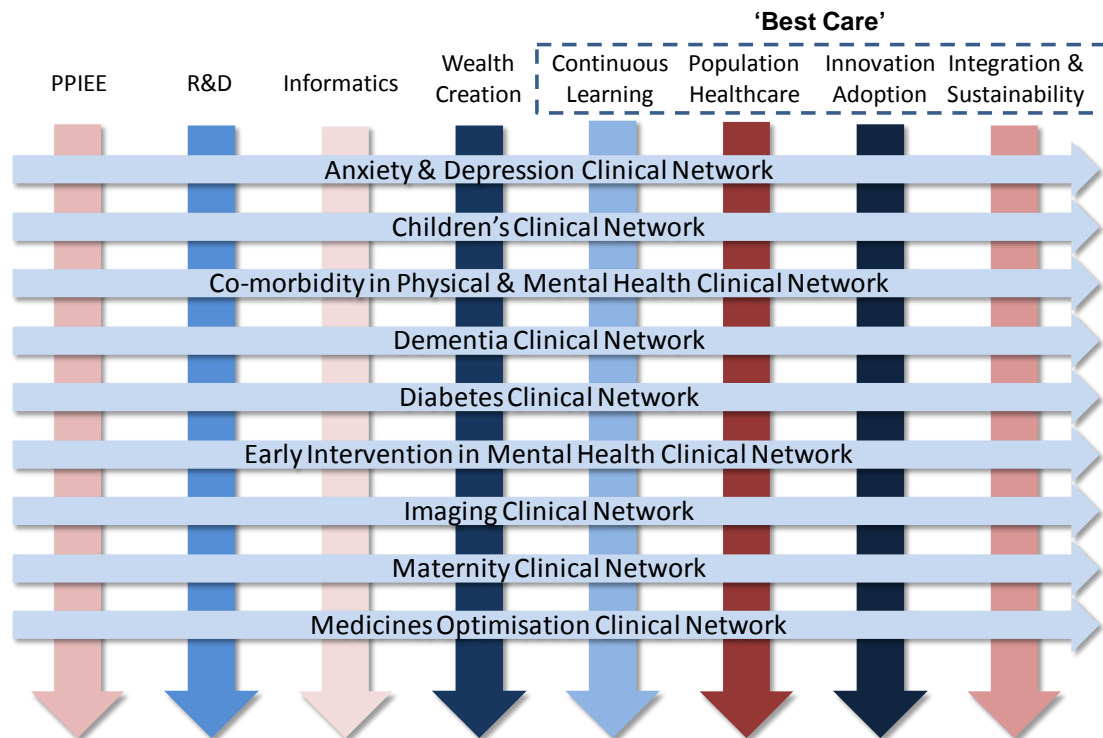 ‘Best Care’
PPIEE
R&D
Informatics
Wealth
Creation
Continuous
Learning
Population
Healthcare
Innovation
Adoption
Integration &
Sustainability
Anxiety & Depression Clinical Network
Children’s Clinical Network
Co-morbidity in Physical & Mental Health Clinical Network
Dementia Clinical Network
Diabetes Clinical Network
Early Intervention in Mental Health Clinical Network
Imaging Clinical Network
Maternity Clinical Network
Medicines Optimisation Clinical Network